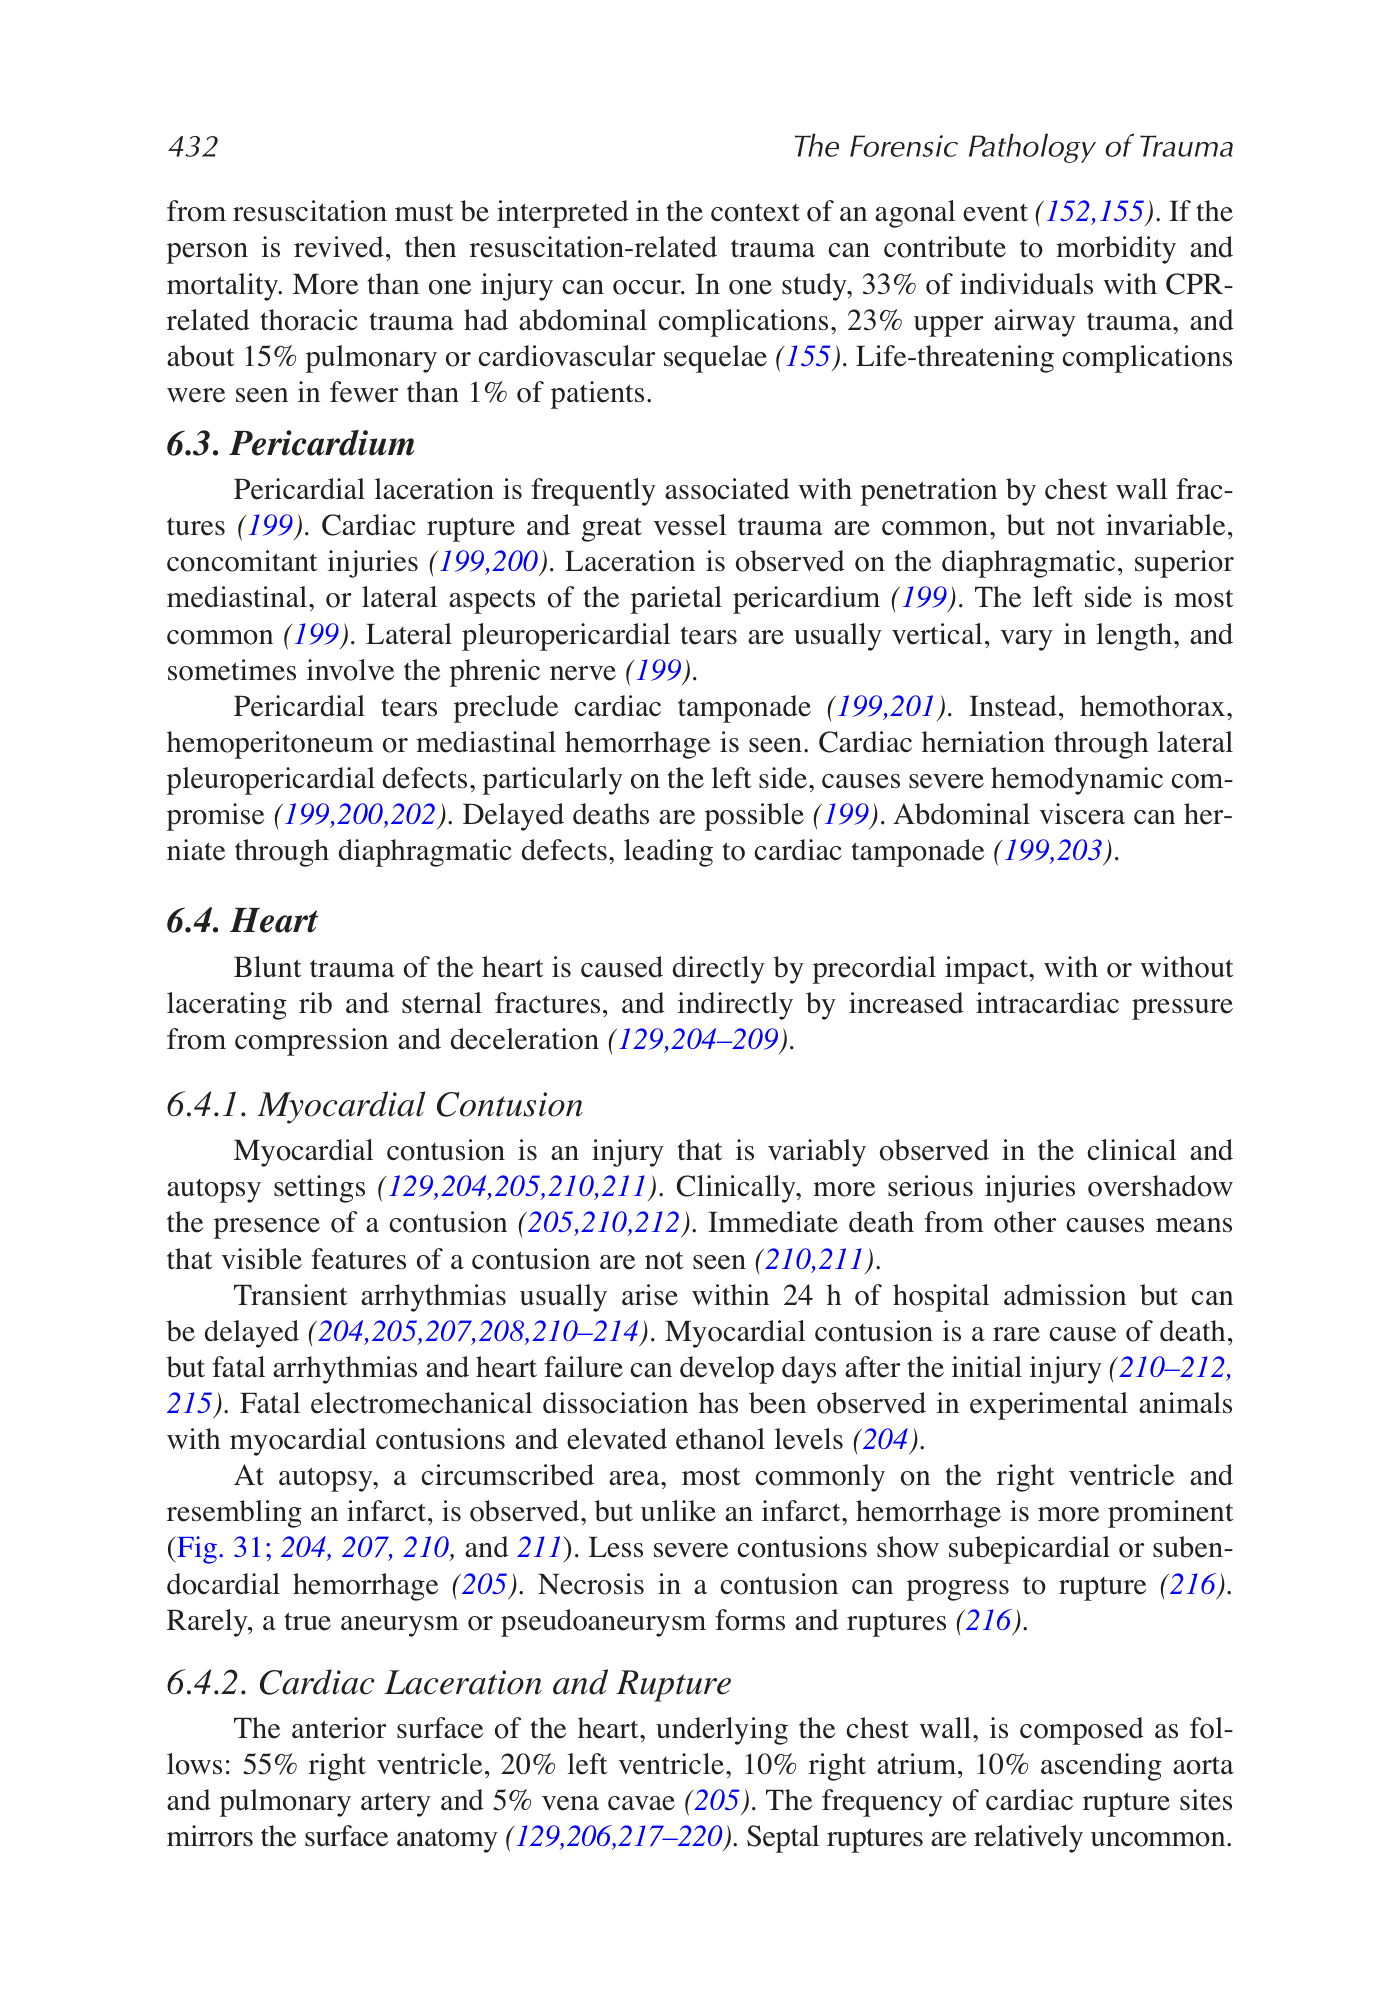 432
The Forensic Pathology of Trauma
from resuscitation must be interpreted in the context of an agonal event (152,155). If the
person is revived, then resuscitation-related trauma can contribute to morbidity and
mortality. More than one injury can occur. In one study, 33% of individuals with CPR-
related thoracic trauma had abdominal complications, 23% upper airway trauma, and
about 15% pulmonary or cardiovascular sequelae (155). Life-threatening complications
were seen in fewer than 1% of patients.
6.3. Pericardium
Pericardial laceration is frequently associated with penetration by chest wall frac-
tures (199). Cardiac rupture and great vessel trauma are common, but not invariable,
concomitant injuries (199,200). Laceration is observed on the diaphragmatic, superior
mediastinal, or lateral aspects of the parietal pericardium (199). The left side is most
common (199). Lateral pleuropericardial tears are usually vertical, vary in length, and
sometimes involve the phrenic nerve (199).
Pericardial tears preclude cardiac tamponade (199,201). Instead, hemothorax,
hemoperitoneum or mediastinal hemorrhage is seen. Cardiac herniation through lateral
pleuropericardial defects, particularly on the left side, causes severe hemodynamic com-
promise (199,200,202). Delayed deaths are possible (199). Abdominal viscera can her-
niate through diaphragmatic defects, leading to cardiac tamponade (199,203).
6.4. Heart
Blunt trauma of the heart is caused directly by precordial impact, with or without
lacerating rib and sternal fractures, and indirectly by increased intracardiac pressure
from compression and deceleration (129,204–209).
6.4.1. Myocardial Contusion
Myocardial contusion is an injury that is variably observed in the clinical and
autopsy settings (129,204,205,210,211). Clinically, more serious injuries overshadow
the presence of a contusion (205,210,212). Immediate death from other causes means
that visible features of a contusion are not seen (210,211).
Transient arrhythmias usually arise within 24 h of hospital admission but can
be delayed (204,205,207,208,210–214). Myocardial contusion is a rare cause of death,
but fatal arrhythmias and heart failure can develop days after the initial injury (210–212,
215). Fatal electromechanical dissociation has been observed in experimental animals
with myocardial contusions and elevated ethanol levels (204).
At autopsy, a circumscribed area, most commonly on the right ventricle and
resembling an infarct, is observed, but unlike an infarct, hemorrhage is more prominent
(Fig. 31; 204, 207, 210, and 211). Less severe contusions show subepicardial or suben-
docardial hemorrhage (205). Necrosis in a contusion can progress to rupture (216).
Rarely, a true aneurysm or pseudoaneurysm forms and ruptures (216).
6.4.2. Cardiac Laceration and Rupture
The anterior surface of the heart, underlying the chest wall, is composed as fol-
lows: 55% right ventricle, 20% left ventricle, 10% right atrium, 10% ascending aorta
and pulmonary artery and 5% vena cavae (205). The frequency of cardiac rupture sites
mirrors the surface anatomy (129,206,217–220). Septal ruptures are relatively uncommon.